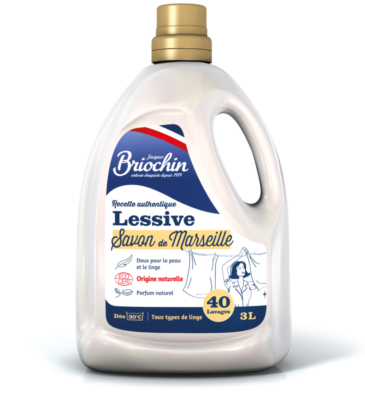 Jacques
Briochin
Recette authentique
Lessive
Savon de Marseille
Doux pour la peau
et le linge
Origine naturelle
Parfum naturel
40
Lavages
Dès 30°C
Tous types de linge
3L